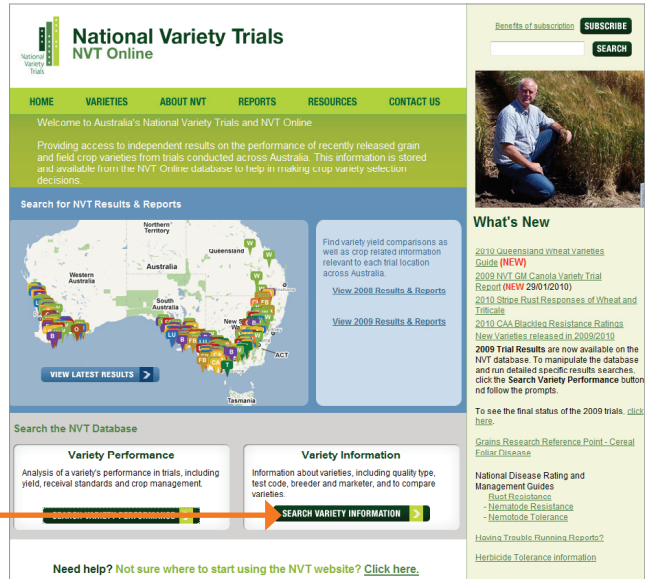 National Variety Trials
NVT Online
National
Variety
Trials
Benefits of subscription SUBSCRIBE
SEARCH
HOME VARIETIES ABOUT NVT REPORTS RESOURCES CONTACT US
Welcome to Australia's National Variety Trials and NVT Online
Providing access to independent results on the performance of recently released grain
and field crop varieties from trials conducted across Australia. This information is stored
and available from the NVT Online database to help in making crop variety selection
decisions.
Search for NVT Results & Reports
Northern
Territory
Queensland
Western
Australia
Australia
South
Australia
New S
Wa
ACT
Tasmania
VIEW LATEST RESULTS
Find variety yield comparisons as
well as crop related information
relevant to each trial location
across Australia.
View 2008 Results & Reports
View 2009 Results & Reports
Search the NVT Database
Variety Performance
Analysis of a variety's performance in trials, including
yield, receival standards and crop management.
SEARCH VARIETY PERFORMANCE
Variety Information
Information about varieties, including quality type,
test code, breeder and marketer, and to compare
varieties.
SEARCH VARIETY INFORMATION
Need help? Not sure where to start using the NVT website? Click here.
What's New
2010 Queensland Wheat Varieties
Guide (NEW)
2009 NVT GM Canola Variety Trial
Report (NEW 29/01/2010)
2010 Stripe Rust Responses of Wheat and
Triticale
2010 CAA Blackleg Resistance Ratings
New Varieties released in 2009/2010
2009 Trial Results are now available on the
NVT database. To manipulate the database
and run detailed specific results searches,
click the Search Variety Performance button
nd follow the prompts.
To see the final status of the 2009 trials, click
here.
Grains Research Reference Point - Cereal
Foliar Disease
National Disease Rating and
Management Guides
- Rust Resistance
- Nematode Resistance
- Nemotode Tolerance
Having Trouble Running Reports?
Herbicide Tolerance information